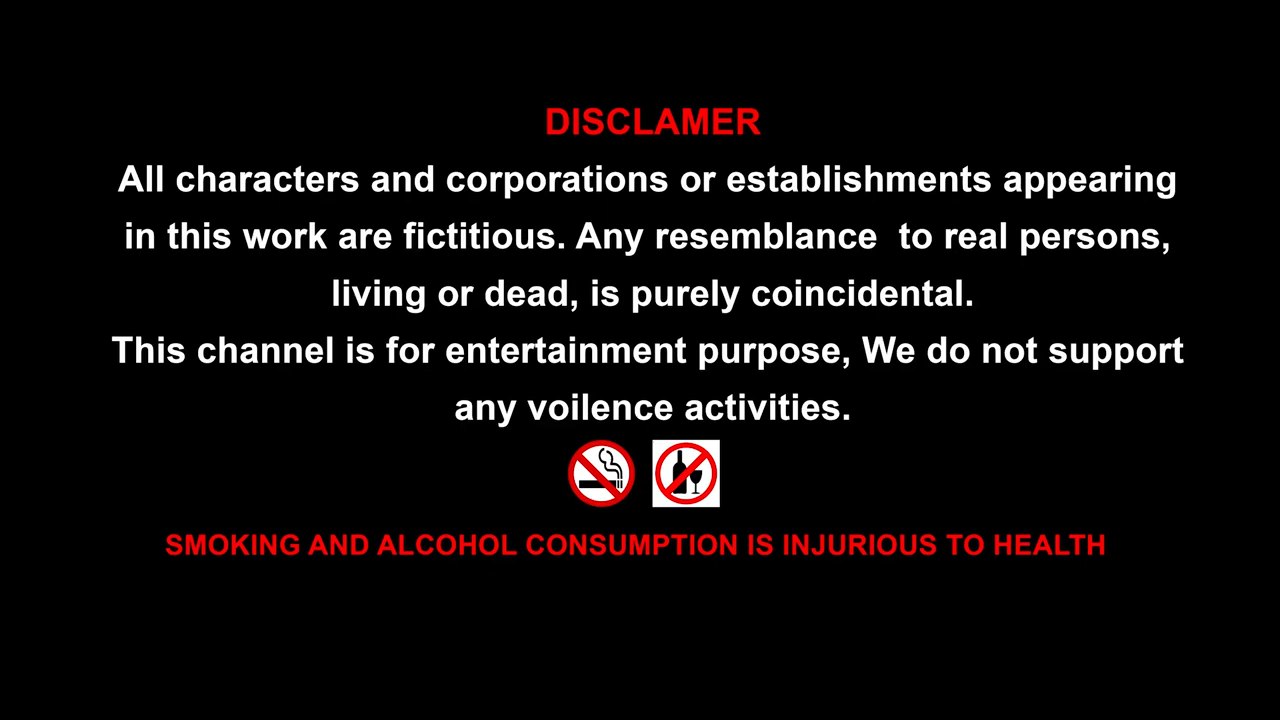 DISCLAMER
All characters and corporations or establishments appearing
in this work are fictitious. Any resemblance  to real persons,
living or dead, is purely coincidental.
This channel is for entertainment purpose, We do not support
any voilence activities.
SMOKING AND ALCOHOL CONSUMPTION IS INJURIOUS TO HEALTH